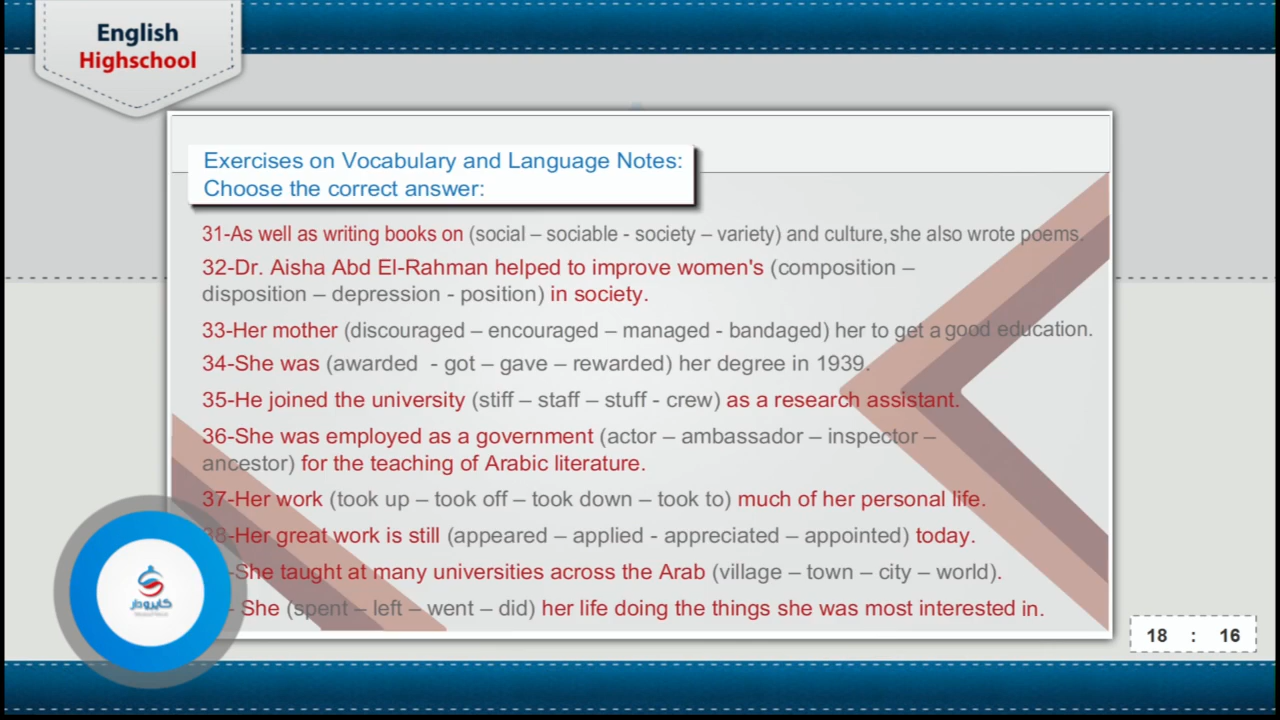 English
Highschool
Exercises on Vocabulary and Language Notes:
Choose the correct answer:
31-As well as writing books on (social – sociable - society – variety) and culture, she also wrote poems.
32-Dr. Aisha Abd El-Rahman helped to improve women's (composition –
disposition – depression - position) in society.
33-Her mother (discouraged – encouraged – managed - bandaged) her to get a good education.
34-She was (awarded - got – gave – rewarded) her degree in 1939.
35-He joined the university (stiff – staff – stuff - crew) as a research assistant.
36-She was employed as a government (actor – ambassador – inspector –
ancestor) for the teaching of Arabic literature.
37-Her work (took up – took off – took down – took to) much of her personal life.
38-Her great work is still (appeared – applied - appreciated – appointed) today.
-She taught at many universities across the Arab (village – town – city – world).
- She (spent – left – went – did) her life doing the things she was most interested in.
كايرودار
18 : 16